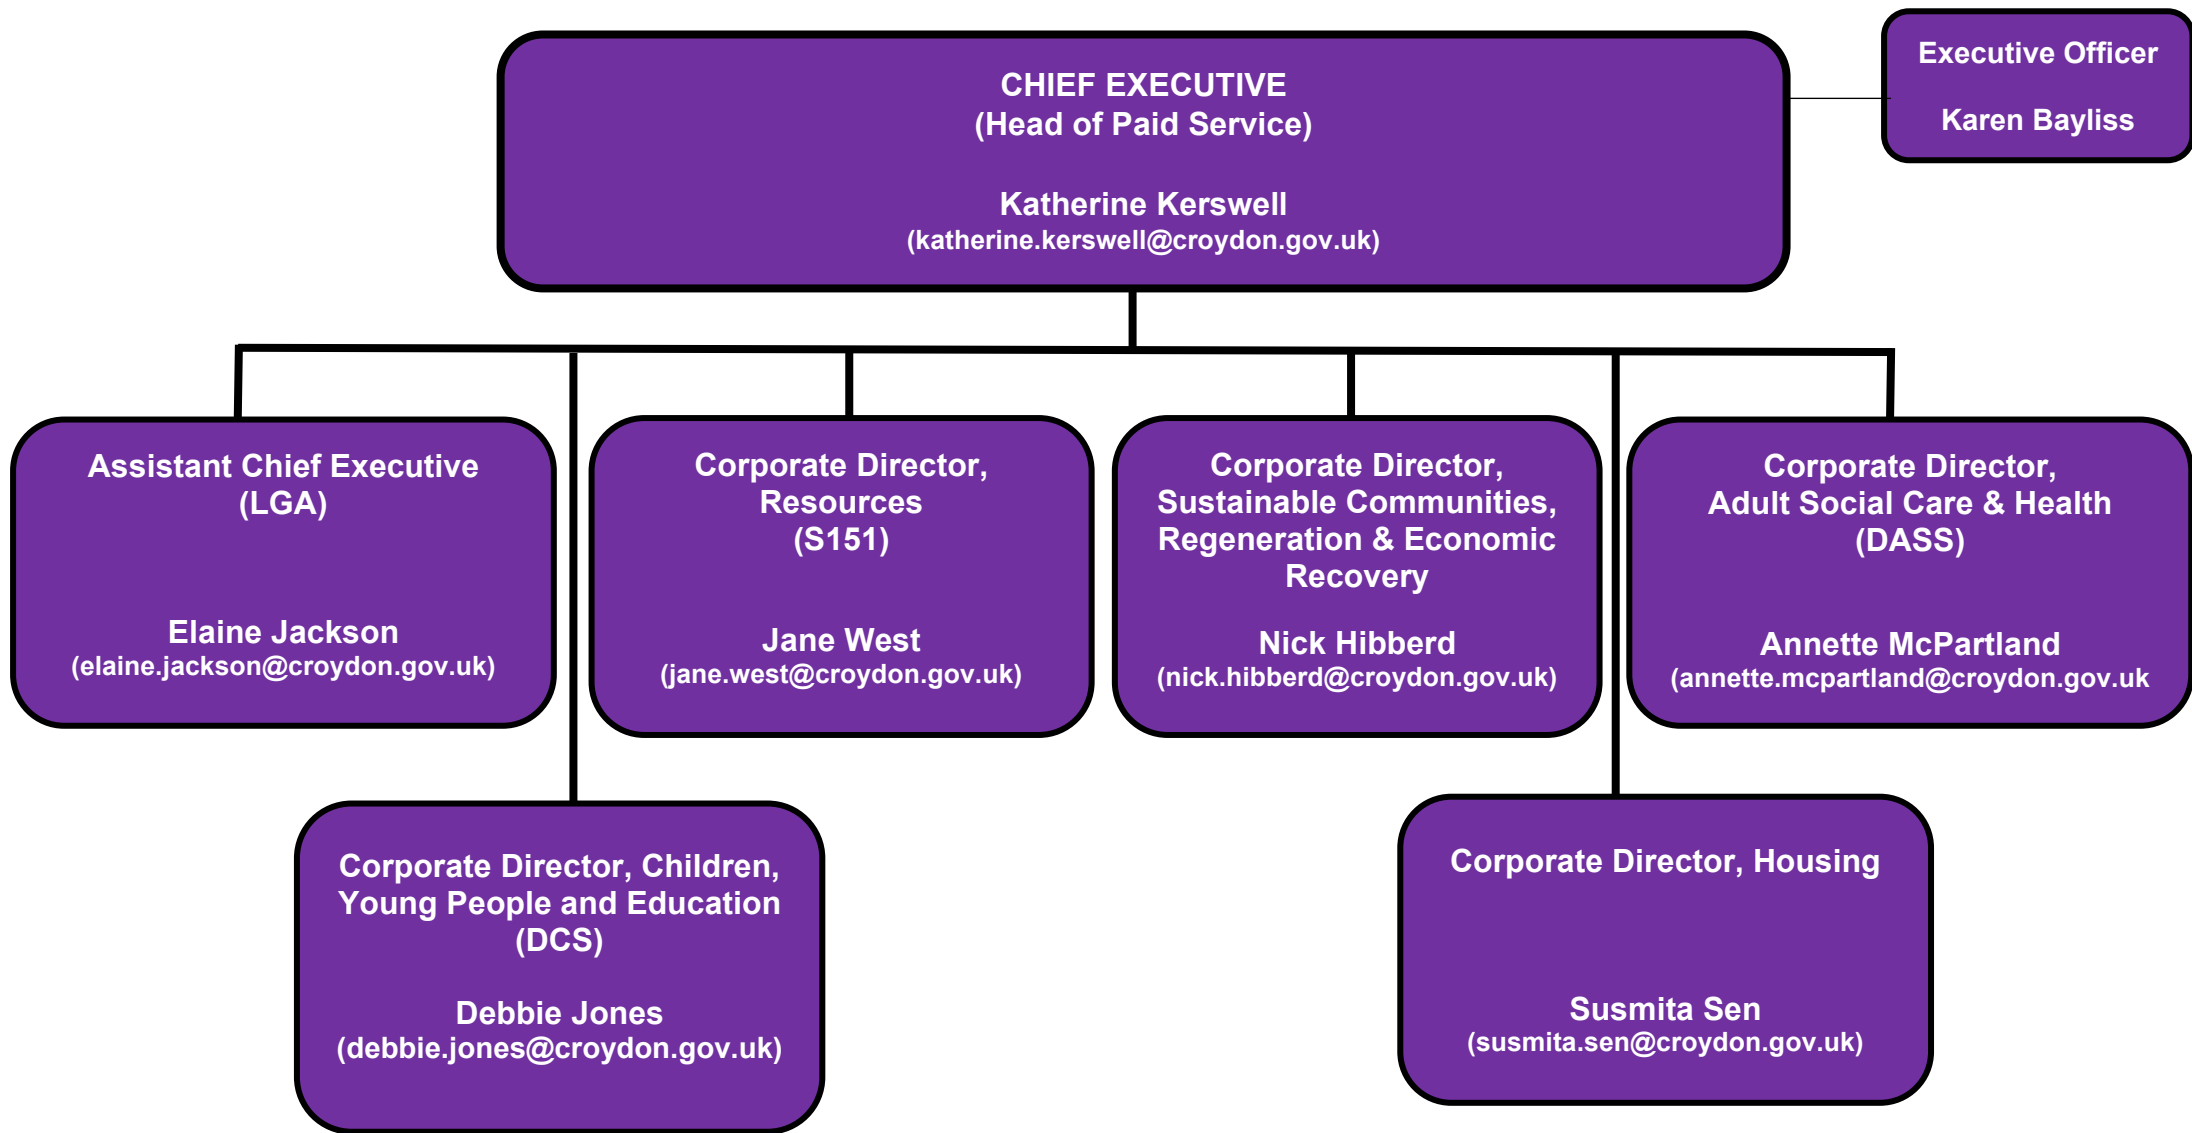 CHIEF EXECUTIVE
(Head of Paid Service)
Katherine Kerswell
(katherine.kerswell@croydon.gov.uk)
Executive Officer
Karen Bayliss
Assistant Chief Executive
(LGA)
Elaine Jackson
(elaine.jackson@croydon.gov.uk)
Corporate Director,
Resources
(S151)
Jane West
(jane.west@croydon.gov.uk)
Corporate Director,
Sustainable Communities,
Regeneration & Economic
Recovery
Nick Hibberd
(nick.hibberd@croydon.gov.uk)
Corporate Director,
Adult Social Care & Health
(DASS)
Annette McPartland
(annette.mcpartland@croydon.gov.uk
Corporate Director, Children,
Young People and Education
(DCS)
Debbie Jones
(debbie.jones@croydon.gov.uk)
Corporate Director, Housing
Susmita Sen
(susmita.sen@croydon.gov.uk)